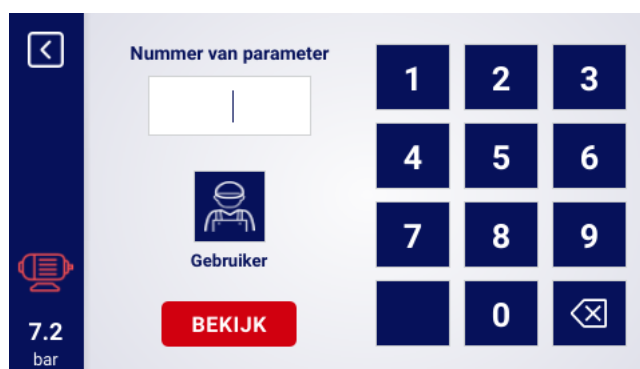 Nummer van parameter
Gebruiker
BEKIJK
7.2
bar
1 2 3
4 5 6
7 8 9
0